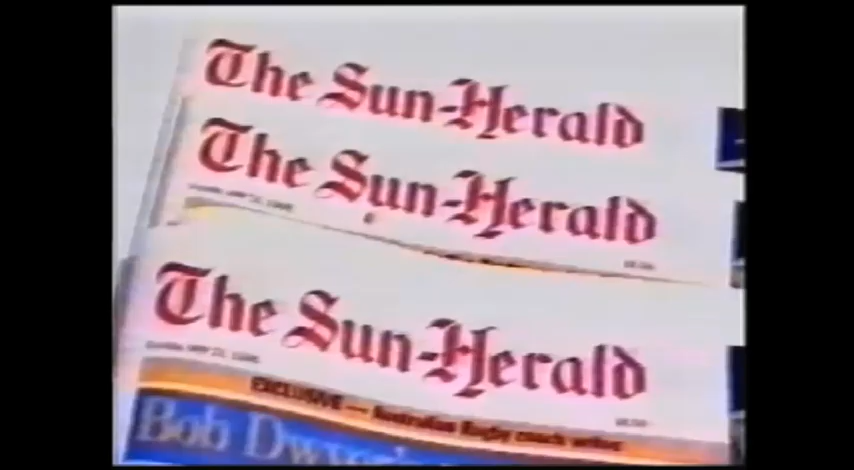 The Sun-Herald
The Sun-Herald
The Sun-Herald
EXCLUSIVE — Australian Rugby coach writes
Bob Dwyer's